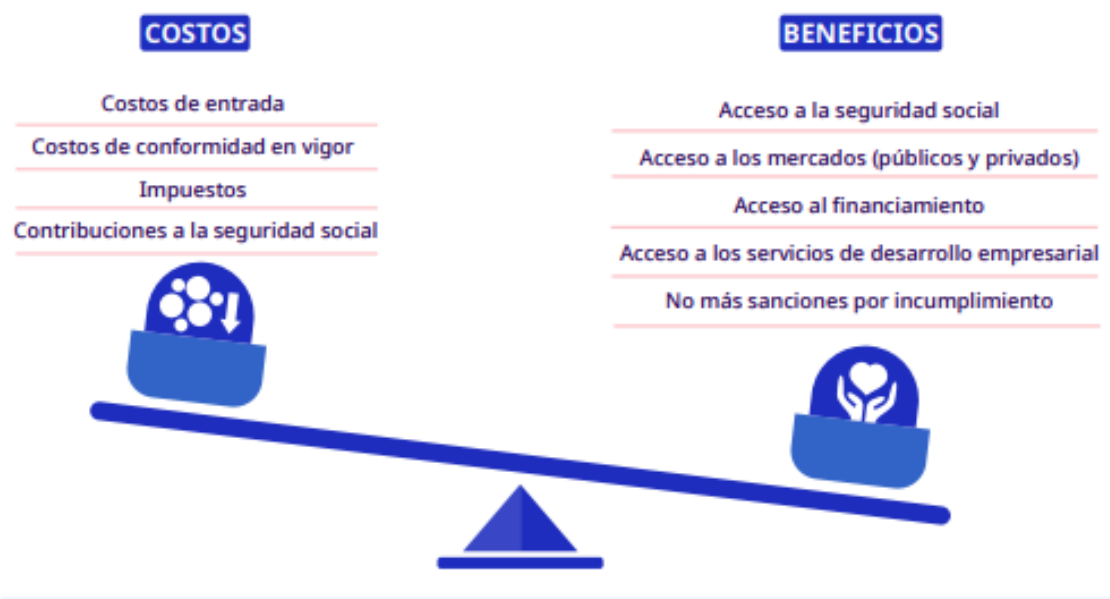 COSTOS
Costos de entrada
Costos de conformidad en vigor
Impuestos
Contribuciones a la seguridad social
BENEFICIOS
Acceso a la seguridad social
Acceso a los mercados (públicos y privados)
Acceso al financiamiento
Acceso a los servicios de desarrollo empresarial
No más sanciones por incumplimiento